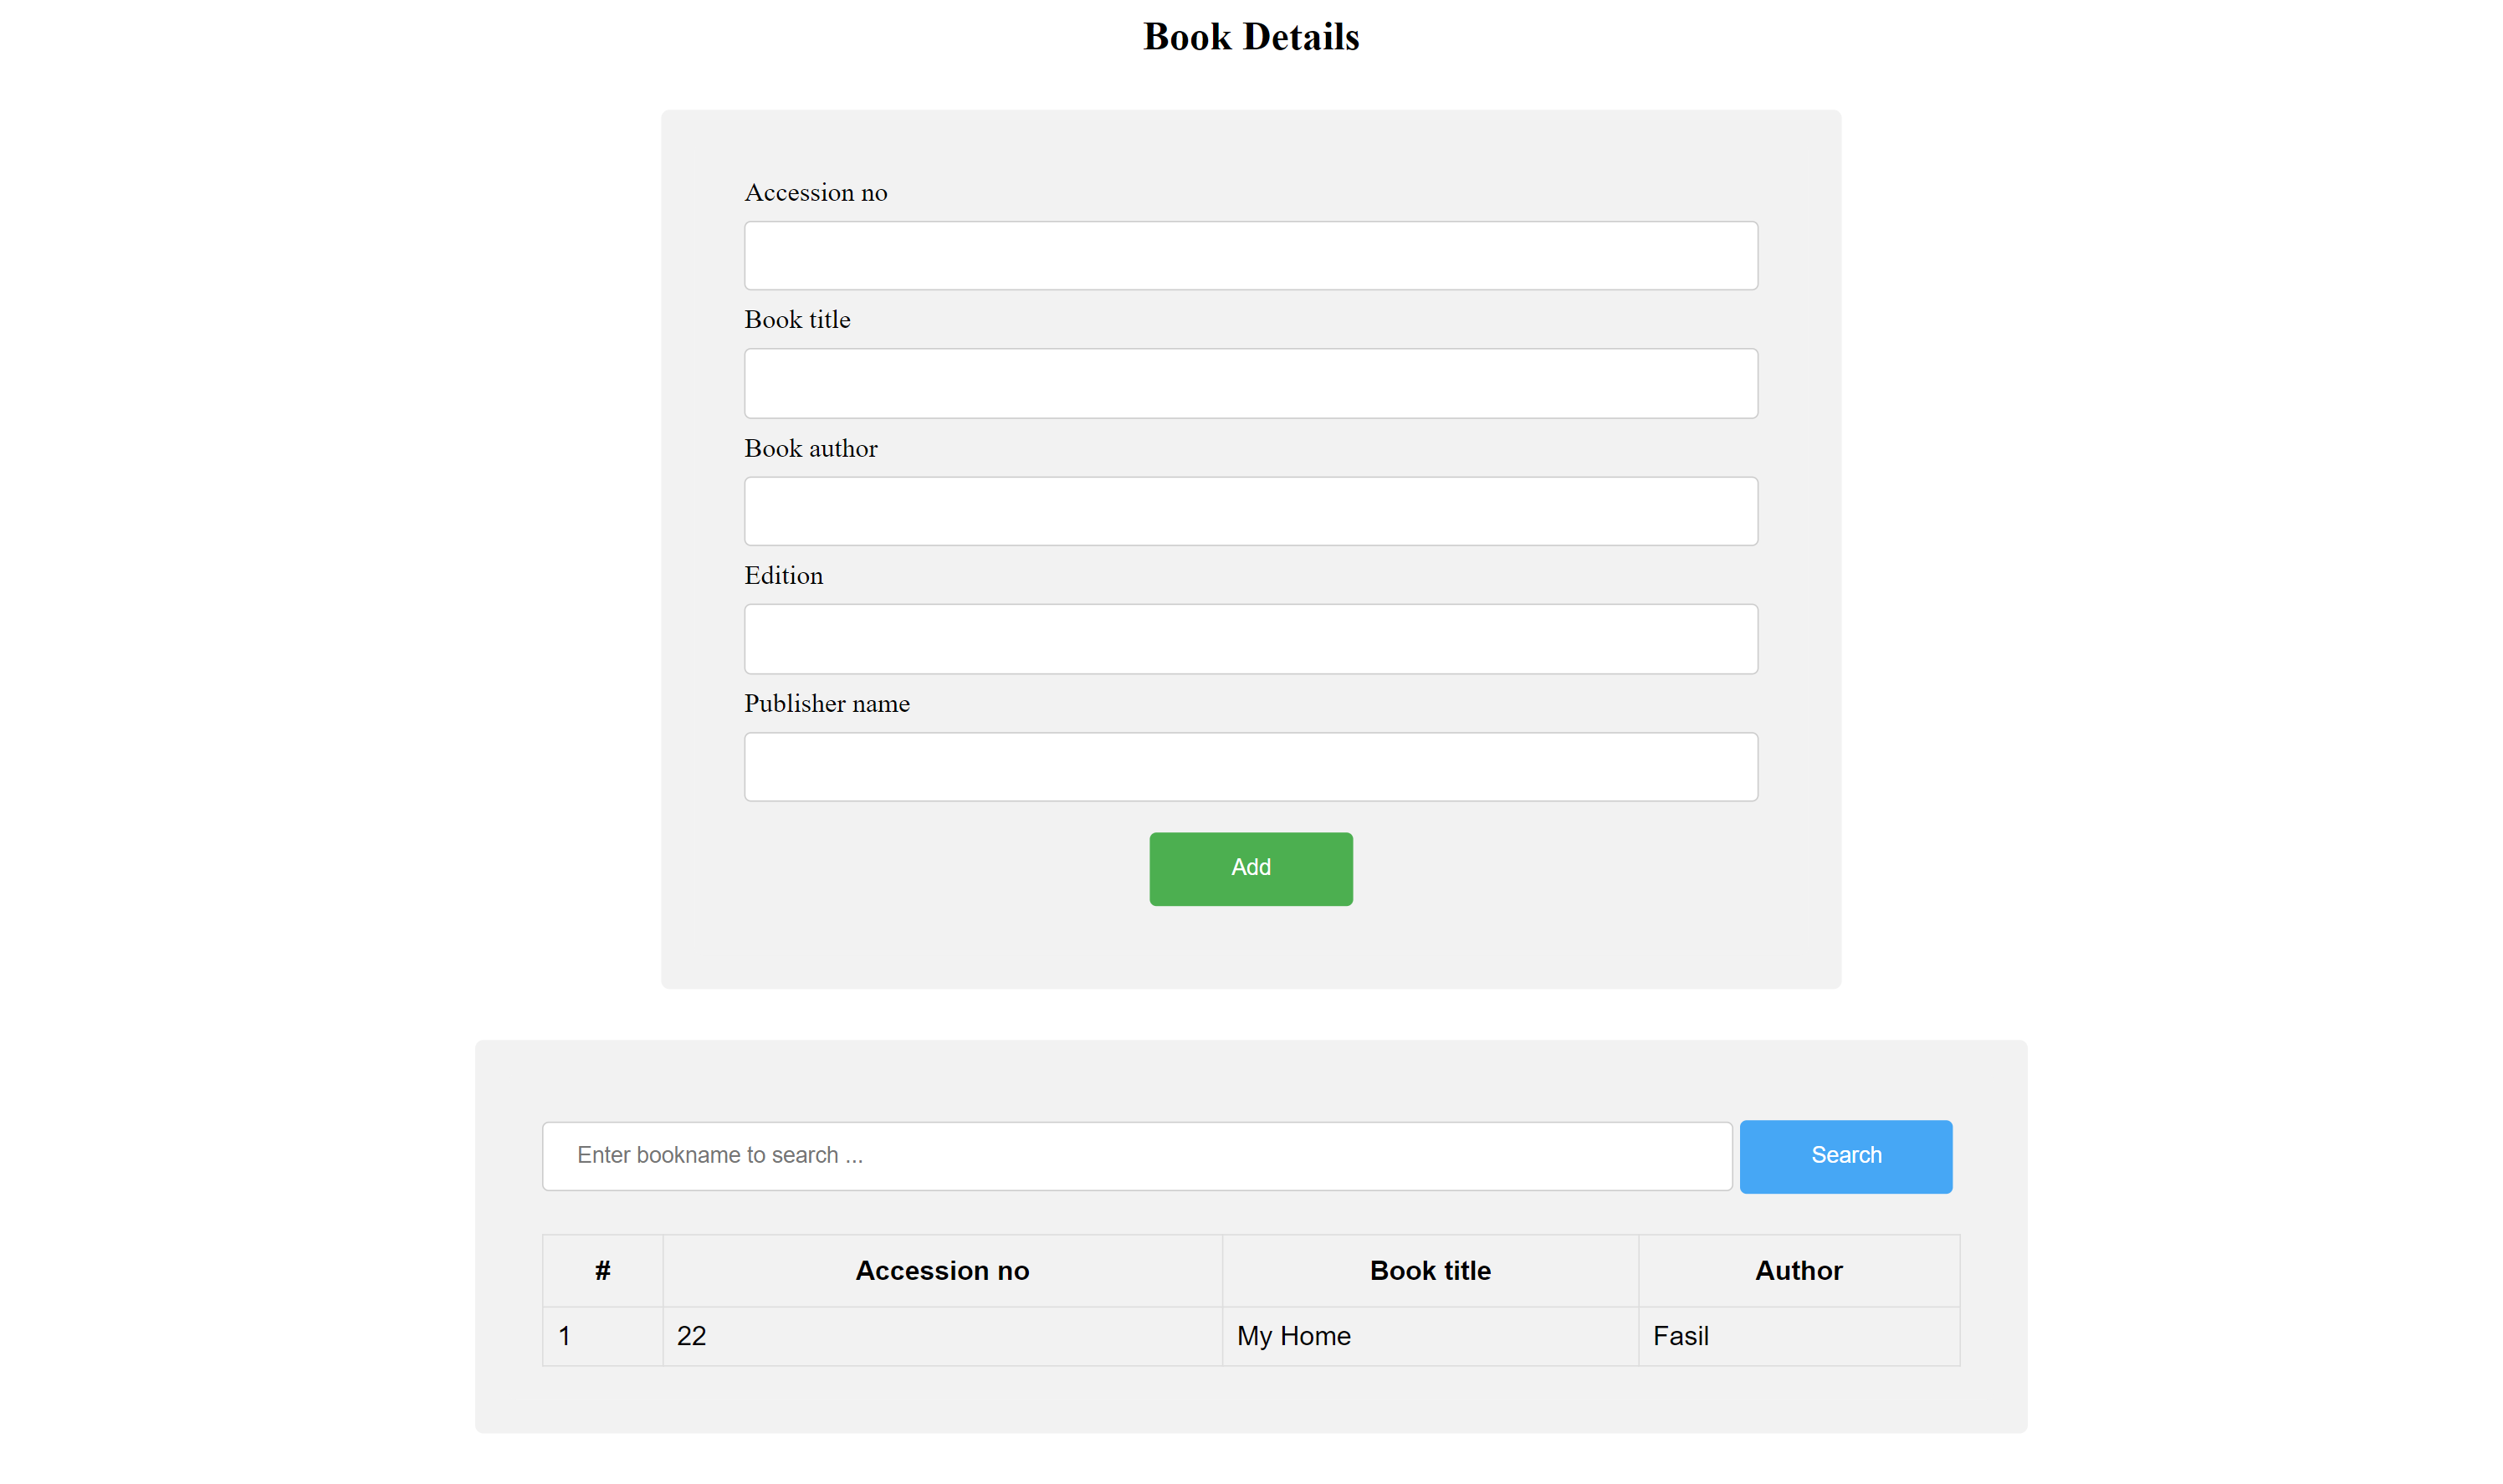 Book Details
Accession no
Book title
Book author
Edition
Publisher name
Add
Enter bookname to search ...
Search
# Accession no Book title Author
1 22 My Home Fasil